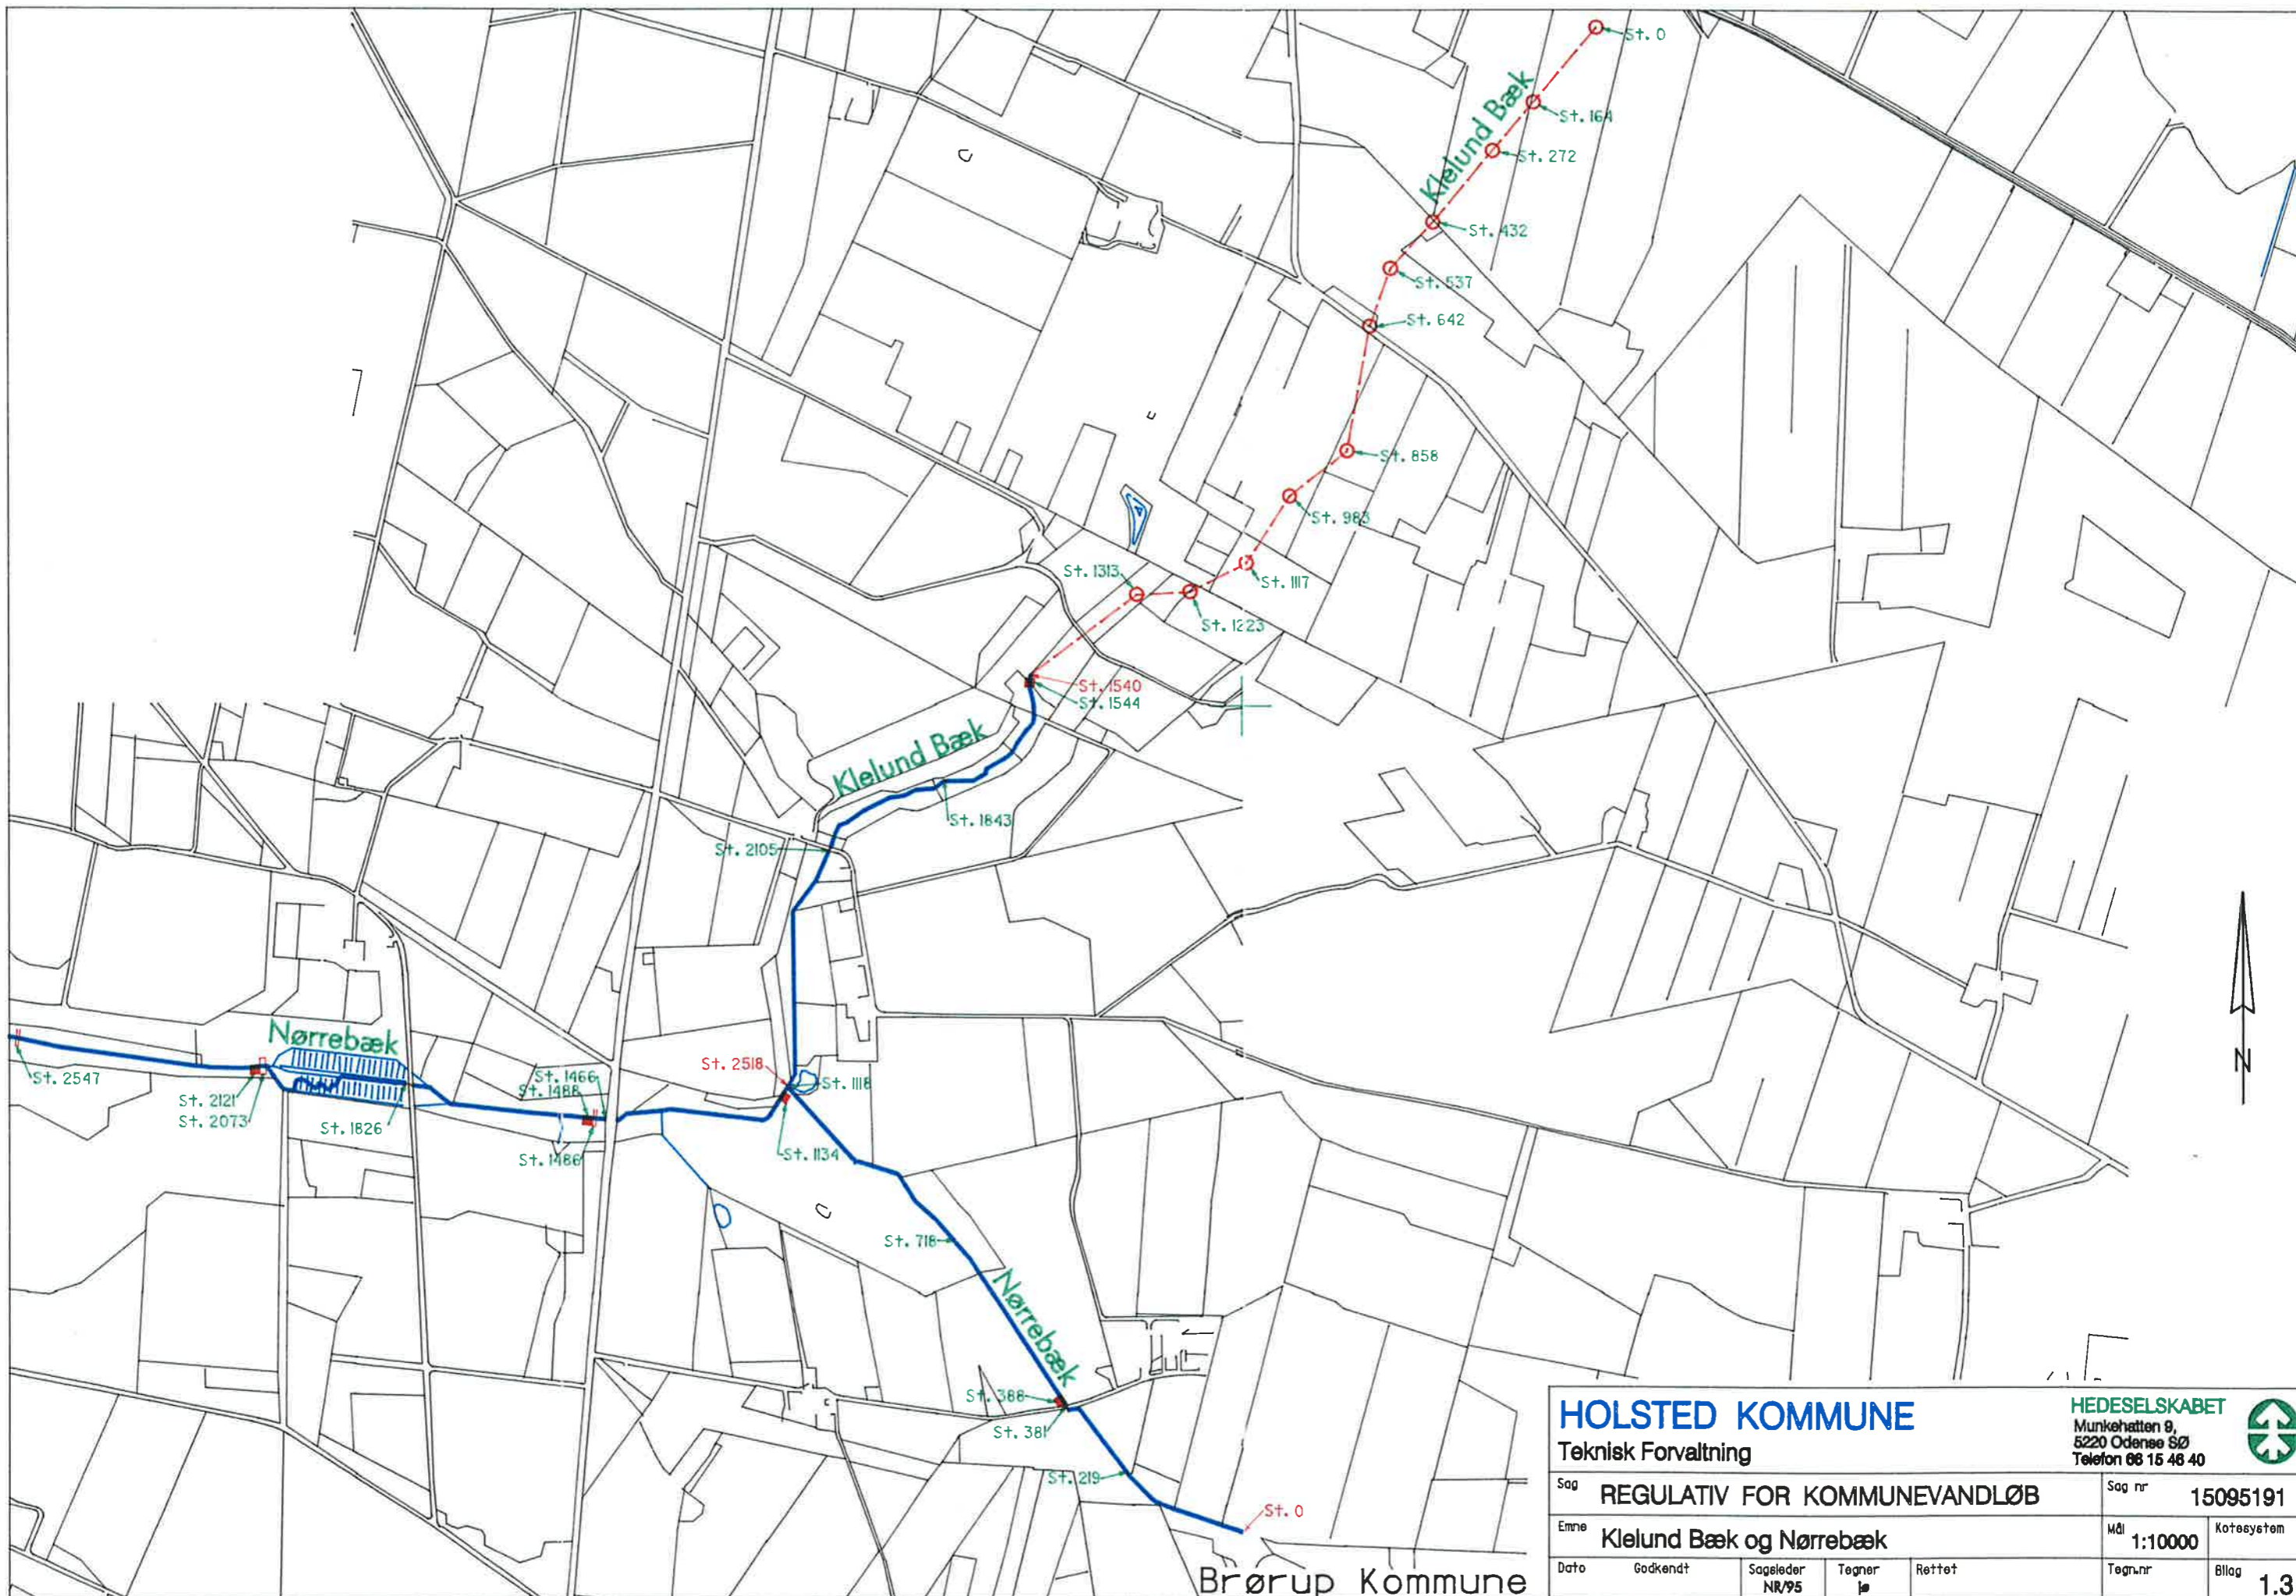 St. 0
Klelund Bæk
St. 164
St. 272
St. 432
St. 537
St. 642
St. 858
St. 983
St. 1117
St. 1313
St. 1223
St. 1540
St. 1544
Klelund Bæk
St. 1843
St. 2105
Nørrebæk
St. 2518
St. 1118
St. 2547
St. 1466
St. 1488
St. 2121
St. 2073
St. 1826
St. 1486
St. 1134
St. 718
Nørrebæk
St. 388
St. 381
St. 219
St. 0
N
Brørup Kommune
HOLSTED KOMMUNE
Teknisk Forvaltning
HEDESELSKABET
Munkehatten 9,
5220 Odense SØ
Telefon 66 15 46 40
Sag REGULATIV FOR KOMMUNEVANDLØB
Sag nr 15095191
Emne Klelund Bæk og Nørrebæk
Mål 1:10000
Kotesystem
Dato
Godkendt
Sagsleder NR/95
Tegner
Rettet
Tegn.nr
Bilag 1.3